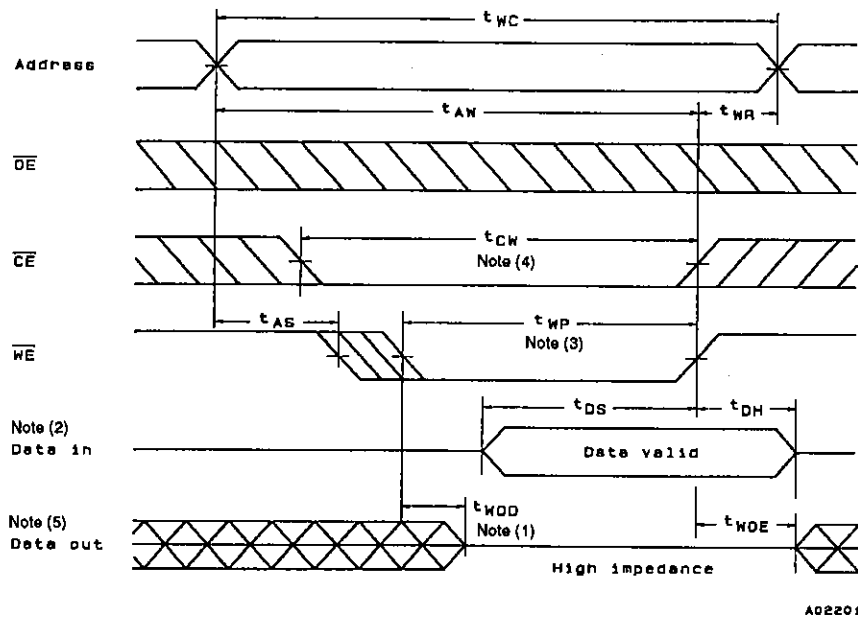 tWC
Address
tAW
tWR
OE
CE
tCW
Note (4)
tAS
tWP
WE
Note (3)
tDS
tDH
Note (2)
Data in
Data valid
tWOD
Note (5)
Note (1)
tWOE
Data out
High impedance
A02201